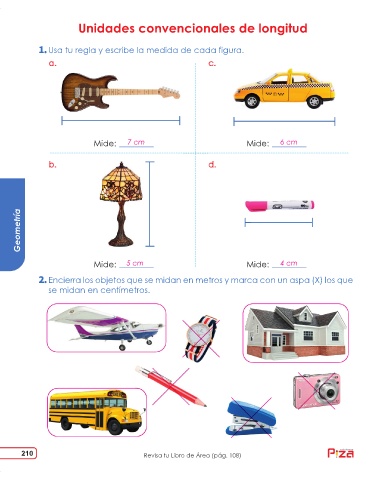 Unidades convencionales de longitud
1. Usa tu regla y escribe la medida de cada figura.
a.
c.
Mide: 7 cm
Mide: 6 cm
b.
d.
Mide: 5 cm
Mide: 4 cm
Geometría
2. Encierra los objetos que se midan en metros y marca con un aspa (X) los que
se midan en centímetros.
210
Revisa tu Libro de Área (pág. 108)